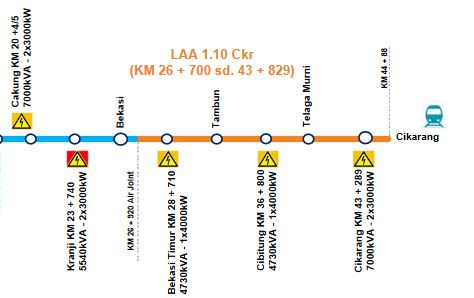 LAA 1.10 Ckr
(KM 26 + 700 sd. 43 + 829)
Cakung KM 20 +4/5
7000kVA - 2x3000kW
Bekasi
Tambun
Telaga Murni
KM 44 + 88
Cikarang
Kranji KM 23 + 740
5540kVA - 2x3000kW
KM 26 + 920 Air Joint
Bekasi Timur KM 28 + 710
4730kVA - 1x4000kW
Cibitung KM 36 + 800
4730kVA - 1x4000kW
Cikarang KM 43 + 289
7000kVA - 2x3000kW